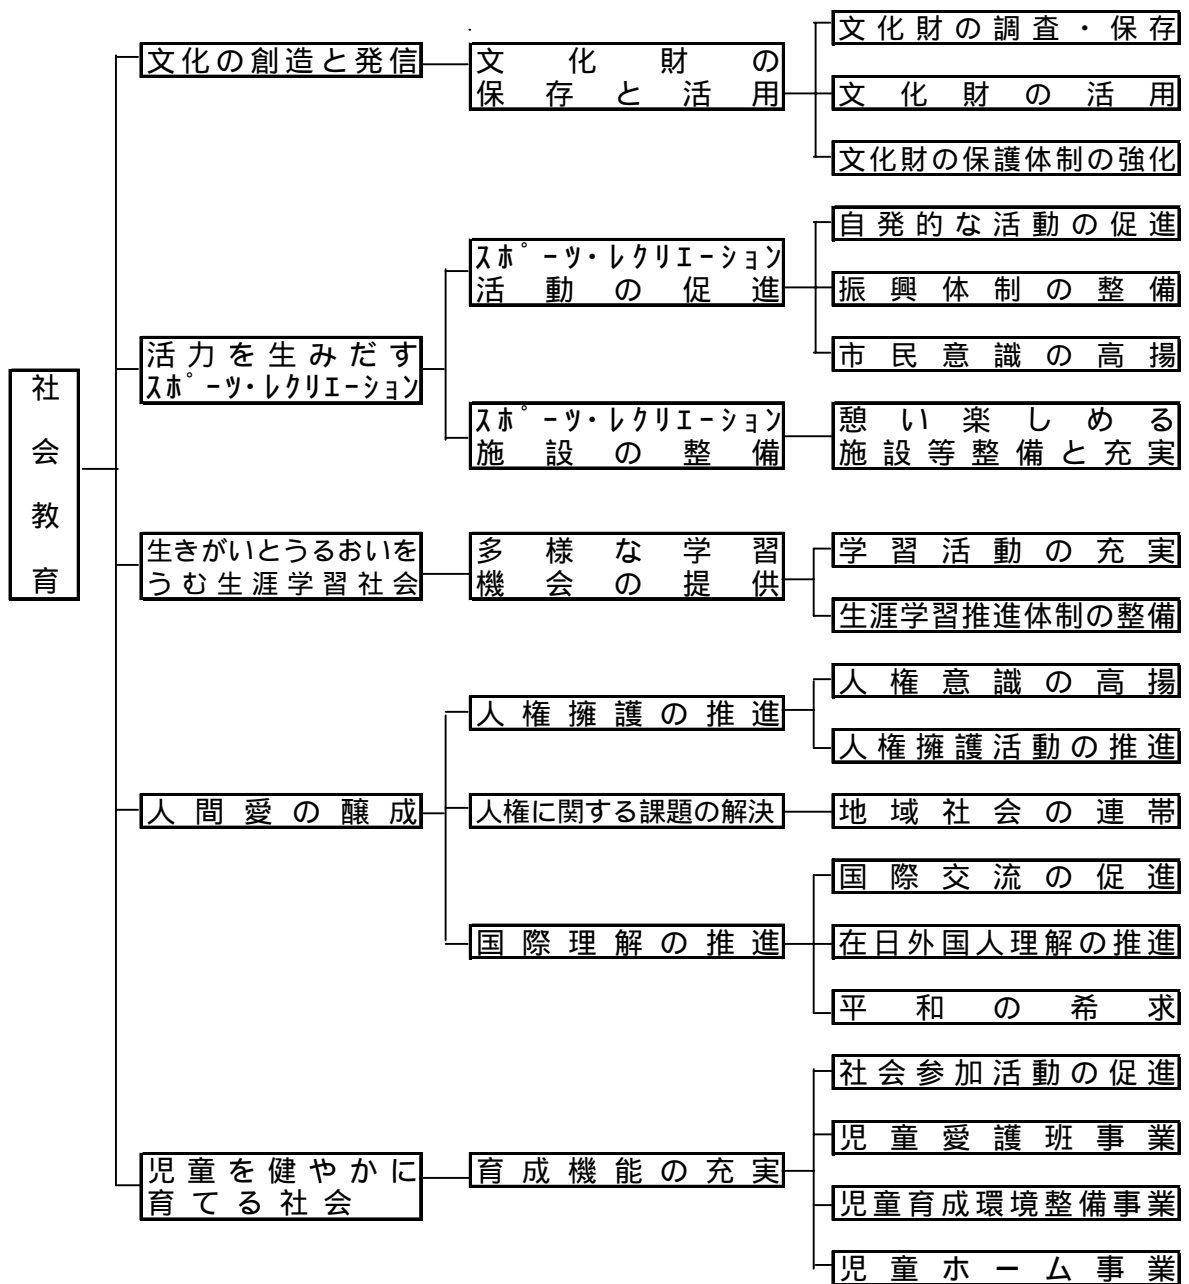 社会教育
文化の創造と発信
文化財の
保存と活用
文化財の調査・保存
文化財の活用
文化財の保護体制の強化
活力を生みだす
ｽﾎﾟｰﾂ・ﾚｸﾘｴｰｼｮﾝ
ｽﾎﾟｰﾂ・ﾚｸﾘｴｰｼｮﾝ
活動の促進
自発的な活動の促進
振興体制の整備
市民意識の高揚
ｽﾎﾟｰﾂ・ﾚｸﾘｴｰｼｮﾝ
施設の整備
憩い楽しめる
施設等整備と充実
生きがいとうるおいを
うむ生涯学習社会
多様な学習
機会の提供
学習活動の充実
生涯学習推進体制の整備
人間愛の醸成
人権擁護の推進
人権意識の高揚
人権擁護活動の推進
人権に関する課題の解決
地域社会の連帯
国際理解の推進
国際交流の促進
在日外国人理解の推進
平和の希求
児童を健やかに
育てる社会
育成機能の充実
社会参加活動の促進
児童愛護班事業
児童育成環境整備事業
児童ホーム事業